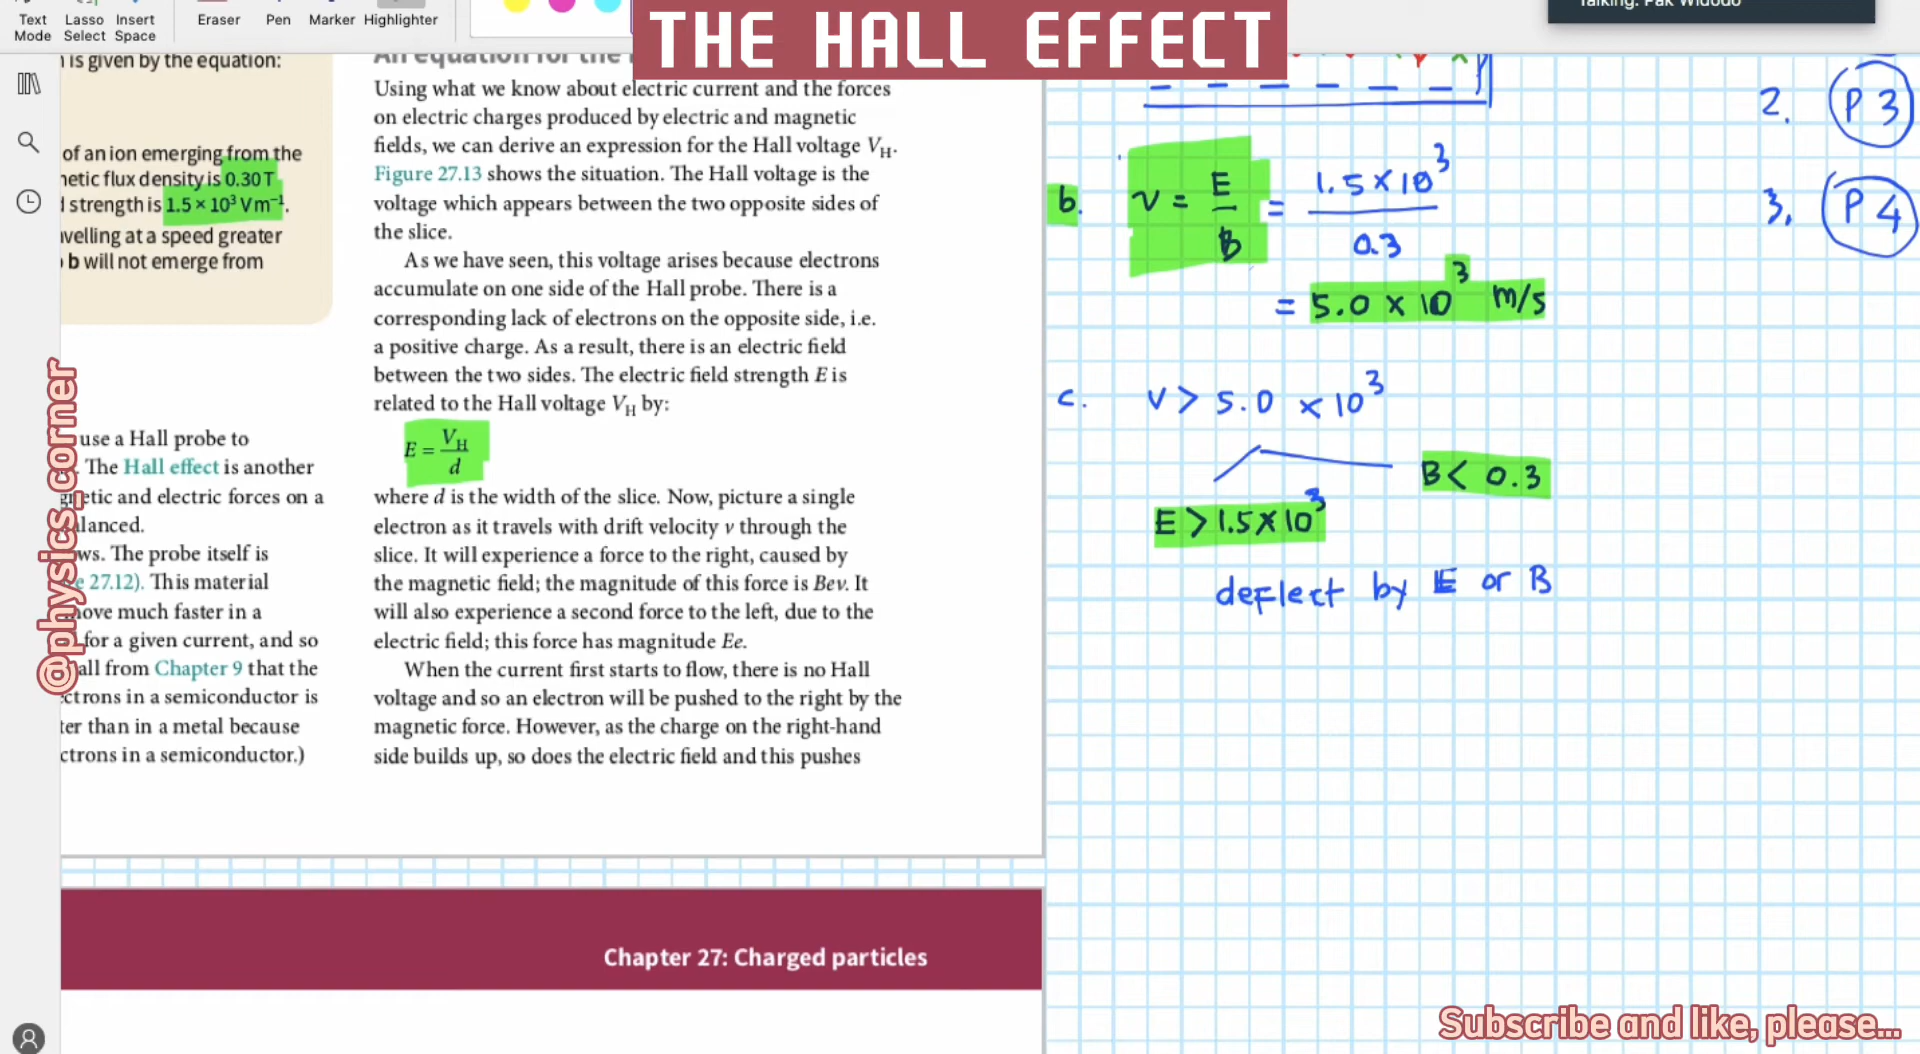 Text
Mode
Lasso
Select
Insert
Space
Eraser
Pen
Marker
Highlighter
THE HALL EFFECT
Talking: Pak Widodo
is given by the equation:
of an ion emerging from the
netic flux density is 0.30 T
strength is 1.5 × 10³ V m⁻¹.
velling at a speed greater
b will not emerge from
use a Hall probe to
The Hall effect is another
gnetic and electric forces on a
alanced.
ws. The probe itself is
27.12). This material
move much faster in a
for a given current, and so
all from Chapter 9 that the
ctrons in a semiconductor is
ter than in a metal because
ctrons in a semiconductor.)
@physics_corner
An equation for the
Using what we know about electric current and the forces
on electric charges produced by electric and magnetic
fields, we can derive an expression for the Hall voltage V_H.
Figure 27.13 shows the situation. The Hall voltage is the
voltage which appears between the two opposite sides of
the slice.
As we have seen, this voltage arises because electrons
accumulate on one side of the Hall probe. There is a
corresponding lack of electrons on the opposite side, i.e.
a positive charge. As a result, there is an electric field
between the two sides. The electric field strength E is
related to the Hall voltage V_H by:
E = V_H / d
where d is the width of the slice. Now, picture a single
electron as it travels with drift velocity v through the
slice. It will experience a force to the right, caused by
the magnetic field; the magnitude of this force is Bev. It
will also experience a second force to the left, due to the
electric field; this force has magnitude Ee.
When the current first starts to flow, there is no Hall
voltage and so an electron will be pushed to the right by the
magnetic force. However, as the charge on the right-hand
side builds up, so does the electric field and this pushes
Chapter 27: Charged particles
b. v = E / B = 1.5 × 10³ / 0.3
= 5.0 × 10³ m/s
c. v > 5.0 × 10³
B < 0.3
E > 1.5 × 10³
deflect by E or B
2. P 3
3. P 4
Subscribe and like, please...